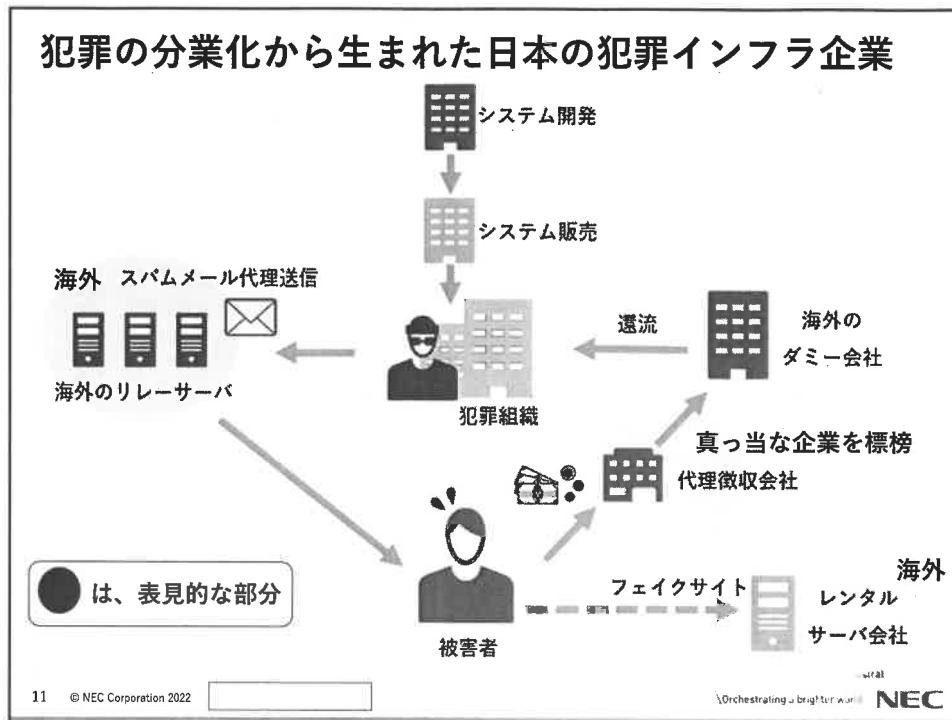 犯罪の分業化から生まれた日本の犯罪インフラ企業
システム開発
システム販売
海外 スパムメール代理送信
海外のリレーサーバ
還流
海外の
ダミー会社
犯罪組織
真っ当な企業を標榜
代理徴収会社
は、表見的な部分
フェイクサイト
海外
レンタル
サーバ会社
被害者
11 © NEC Corporation 2022
\Orchestrating a brighter world
NEC